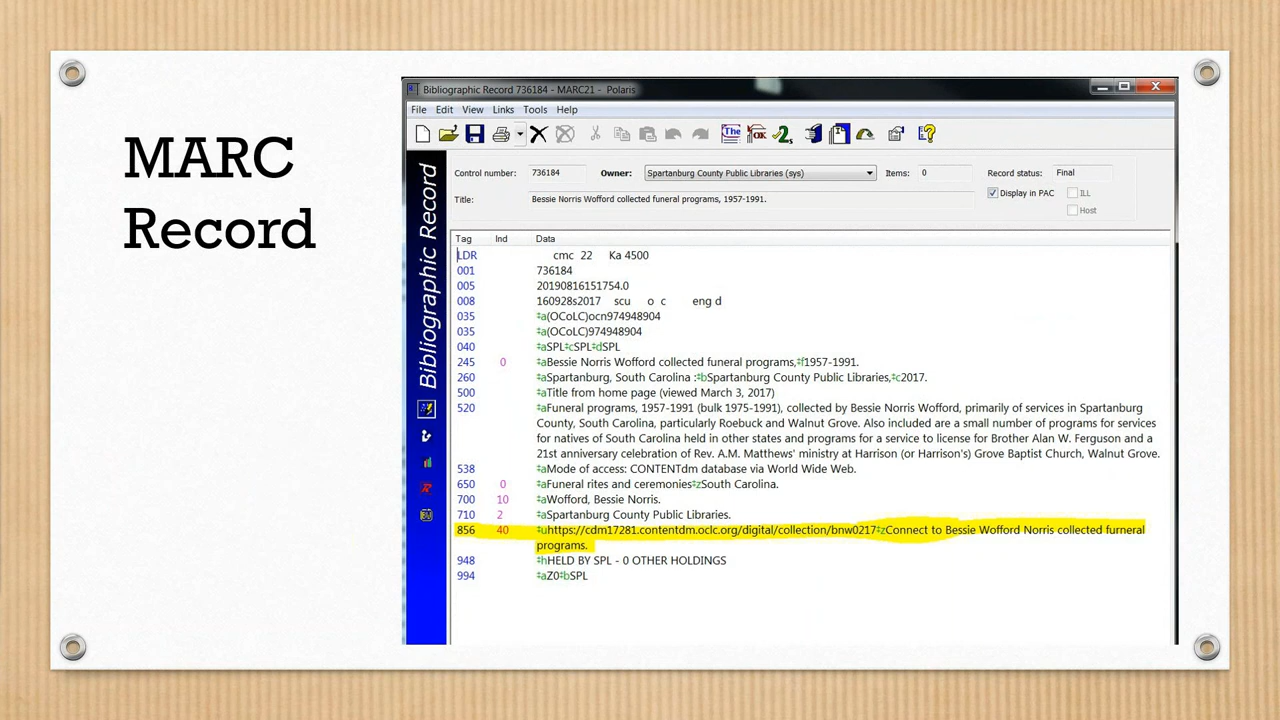 MARC
Record
Bibliographic Record 736184 - MARC21 - Polaris
File Edit View Links Tools Help
Bibliographic Record
Control number: 736184 Owner: Spartanburg County Public Libraries (sys) Items: 0 Record status: Final
Display in PAC ILL
Title: Bessie Norris Wofford collected funeral programs, 1957-1991.
Host
Tag Ind Data
LDR cmc 22 Ka 4500
001 736184
005 20190816151754.0
008 160928s2017 scu o c eng d
035 ‡a(OCoLC)ocn974948904
035 ‡a(OCoLC)974948904
040 ‡aSPL‡cSPL‡dSPL
245 0 ‡aBessie Norris Wofford collected funeral programs,‡f1957-1991.
260 ‡aSpartanburg, South Carolina :‡bSpartanburg County Public Libraries,‡c2017.
500 ‡aTitle from home page (viewed March 3, 2017)
520 ‡aFuneral programs, 1957-1991 (bulk 1975-1991), collected by Bessie Norris Wofford, primarily of services in Spartanburg
County, South Carolina, particularly Roebuck and Walnut Grove. Also included are a small number of programs for services
for natives of South Carolina held in other states and programs for a service to license for Brother Alan W. Ferguson and a
21st anniversary celebration of Rev. A.M. Matthews' ministry at Harrison (or Harrison's) Grove Baptist Church, Walnut Grove.
538 ‡aMode of access: CONTENTdm database via World Wide Web.
650 0 ‡aFuneral rites and ceremonies‡zSouth Carolina.
700 10 ‡aWofford, Bessie Norris.
710 2 ‡aSpartanburg County Public Libraries.
856 40 ‡uhttps://cdm17281.contentdm.oclc.org/digital/collection/bnw0217‡zConnect to Bessie Wofford Norris collected furneral
programs.
948 ‡hHELD BY SPL - 0 OTHER HOLDINGS
994 ‡aZ0‡bSPL